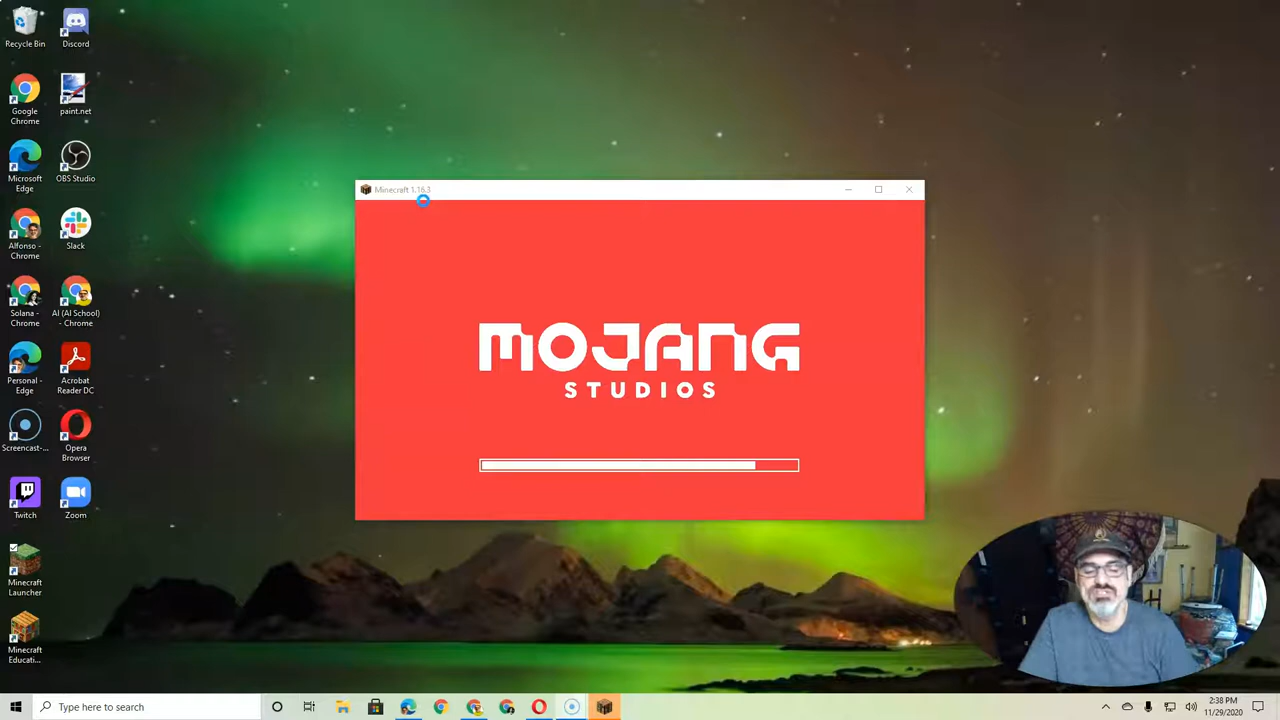 Recycle Bin
Discord
Google
Chrome
paint.net
Microsoft
Edge
OBS Studio
Alfonso -
Chrome
Slack
Solana -
Chrome
AI (AI School)
- Chrome
Personal -
Edge
Acrobat
Reader DC
Screencast-...
Opera
Browser
Twitch
Zoom
Minecraft
Launcher
Minecraft
Educati...
Minecraft 1.16.3
MOJANG
STUDIOS
Type here to search
2:38 PM
11/29/2020